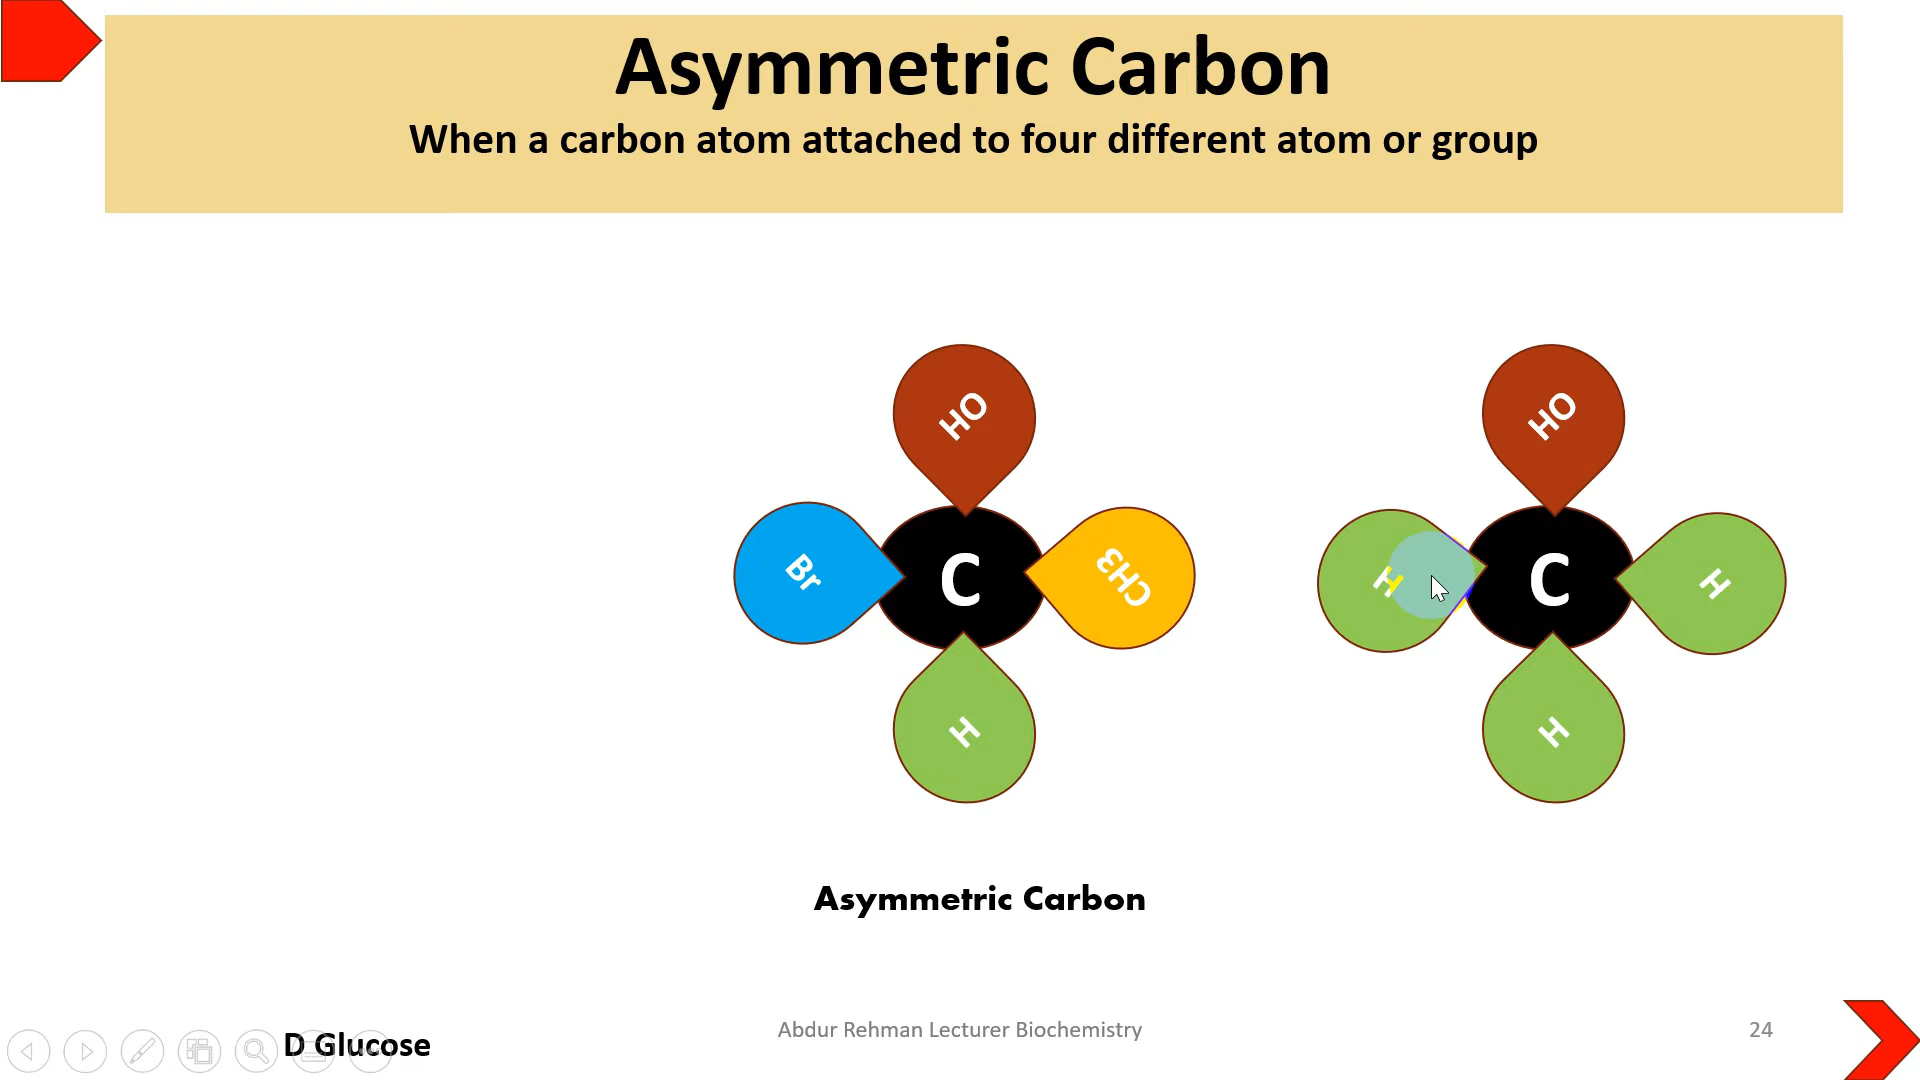 Asymmetric Carbon
When a carbon atom attached to four different atom or group
HO
HO
Br
C
CH3
H
C
H
H
H
Asymmetric Carbon
D Glucose
Abdur Rehman Lecturer Biochemistry
24